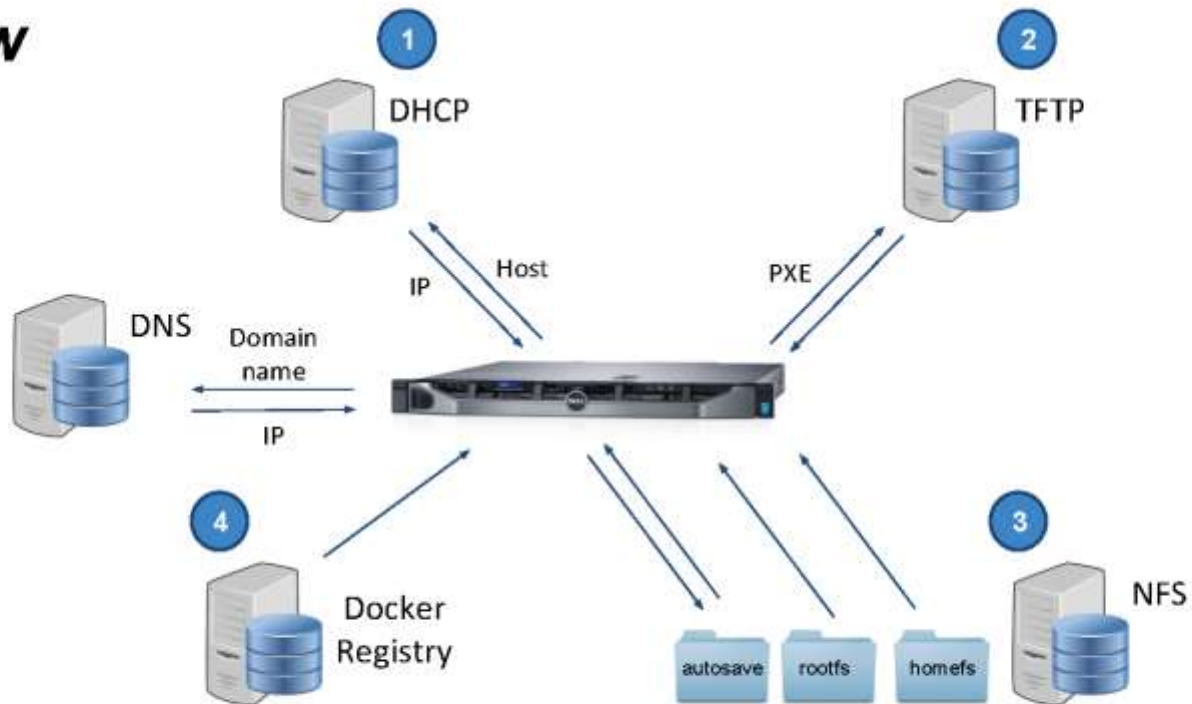 w
1
DHCP
2
TFTP
IP
Host
PXE
DNS
Domain
name
IP
4
Docker
Registry
3
NFS
autosave
rootfs
homefs